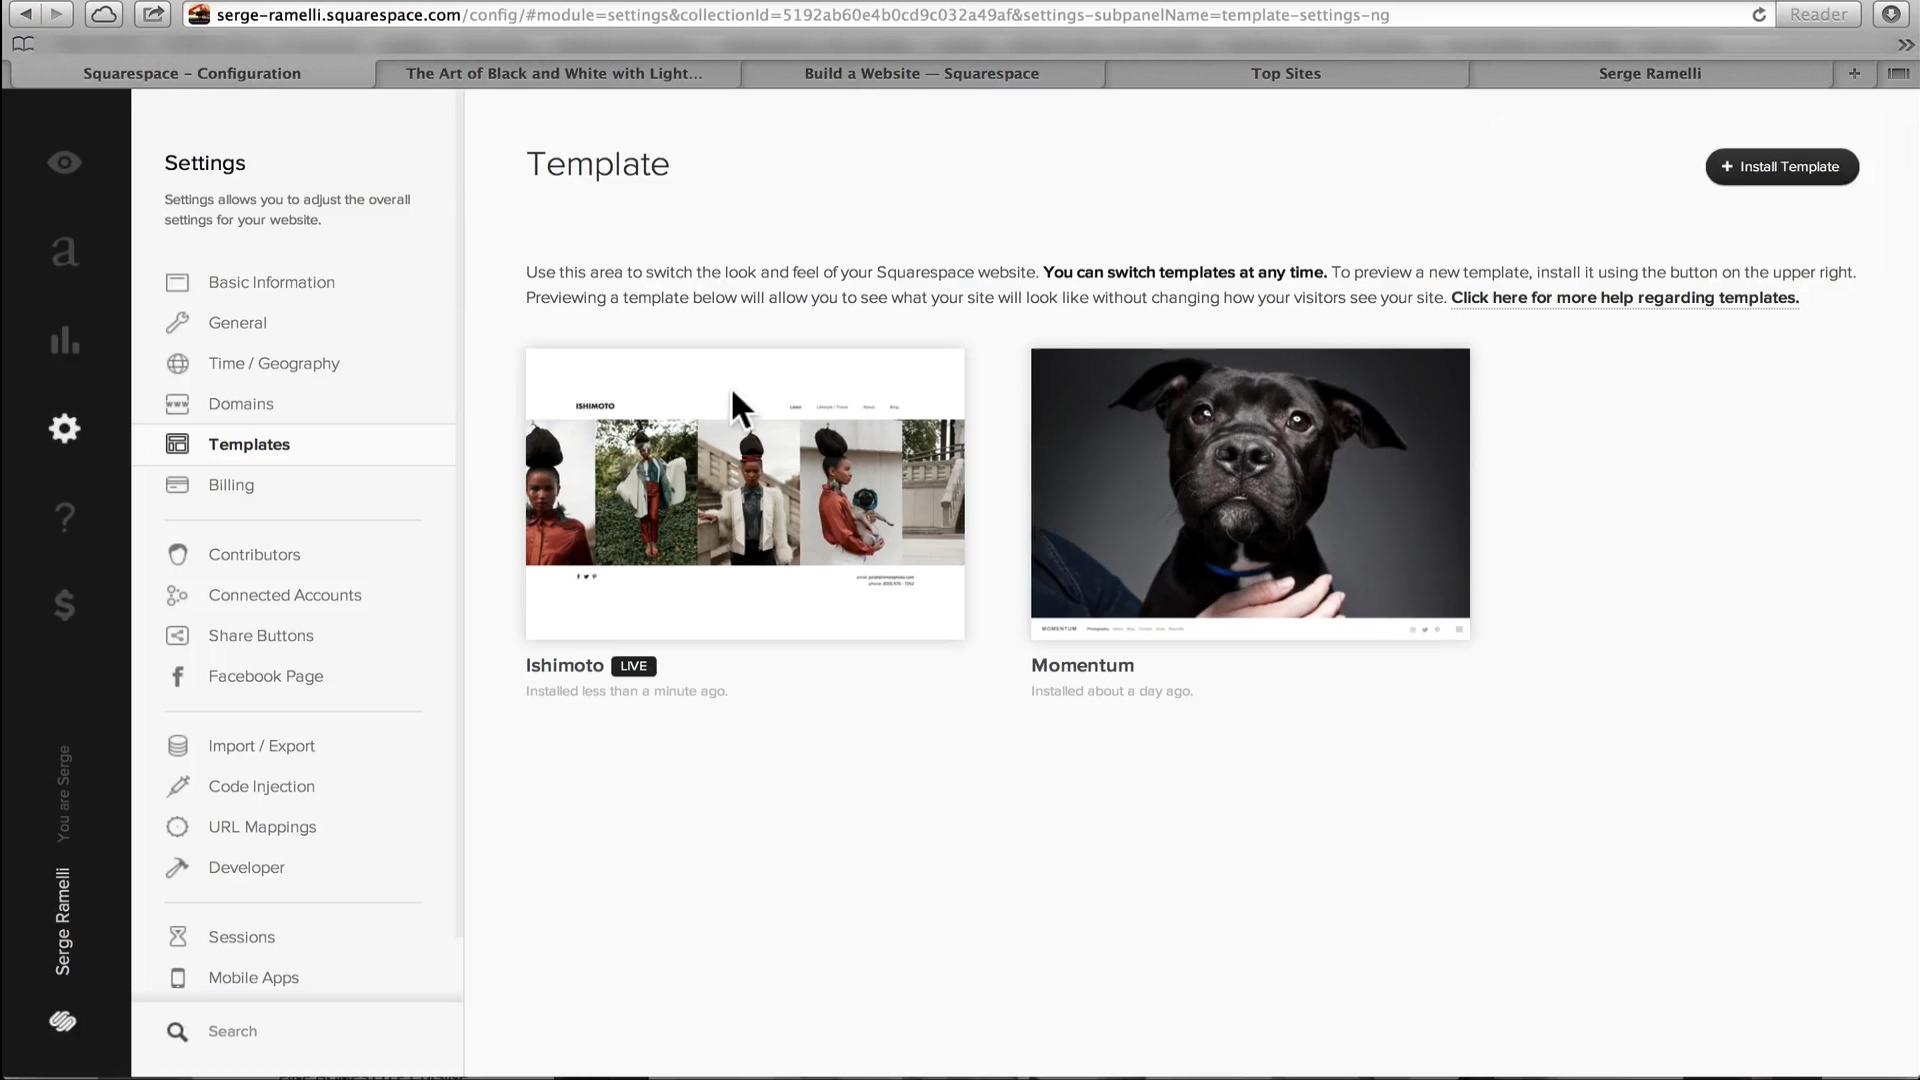 serge-ramelli.squarespace.com/config/#module=settings&collectionId=5192ab60e4b0cd9c032a49af&settings-subpanelName=template-settings-ng
Reader
Squarespace – Configuration
The Art of Black and White with Light...
Build a Website — Squarespace
Top Sites
Serge Ramelli
Settings
Settings allows you to adjust the overall
settings for your website.
Basic Information
General
Time / Geography
Domains
Templates
Billing
Contributors
Connected Accounts
Share Buttons
Facebook Page
Import / Export
Code Injection
URL Mappings
Developer
Sessions
Mobile Apps
Search
You are Serge
Serge Ramelli
Template
+ Install Template
Use this area to switch the look and feel of your Squarespace website. You can switch templates at any time. To preview a new template, install it using the button on the upper right.
Previewing a template below will allow you to see what your site will look like without changing how your visitors see your site. Click here for more help regarding templates.
ISHIMOTO
Lifestyle / Travel
About
Blog
Ishimoto LIVE
Installed less than a minute ago.
MOMENTUM
Photography
Momentum
Installed about a day ago.